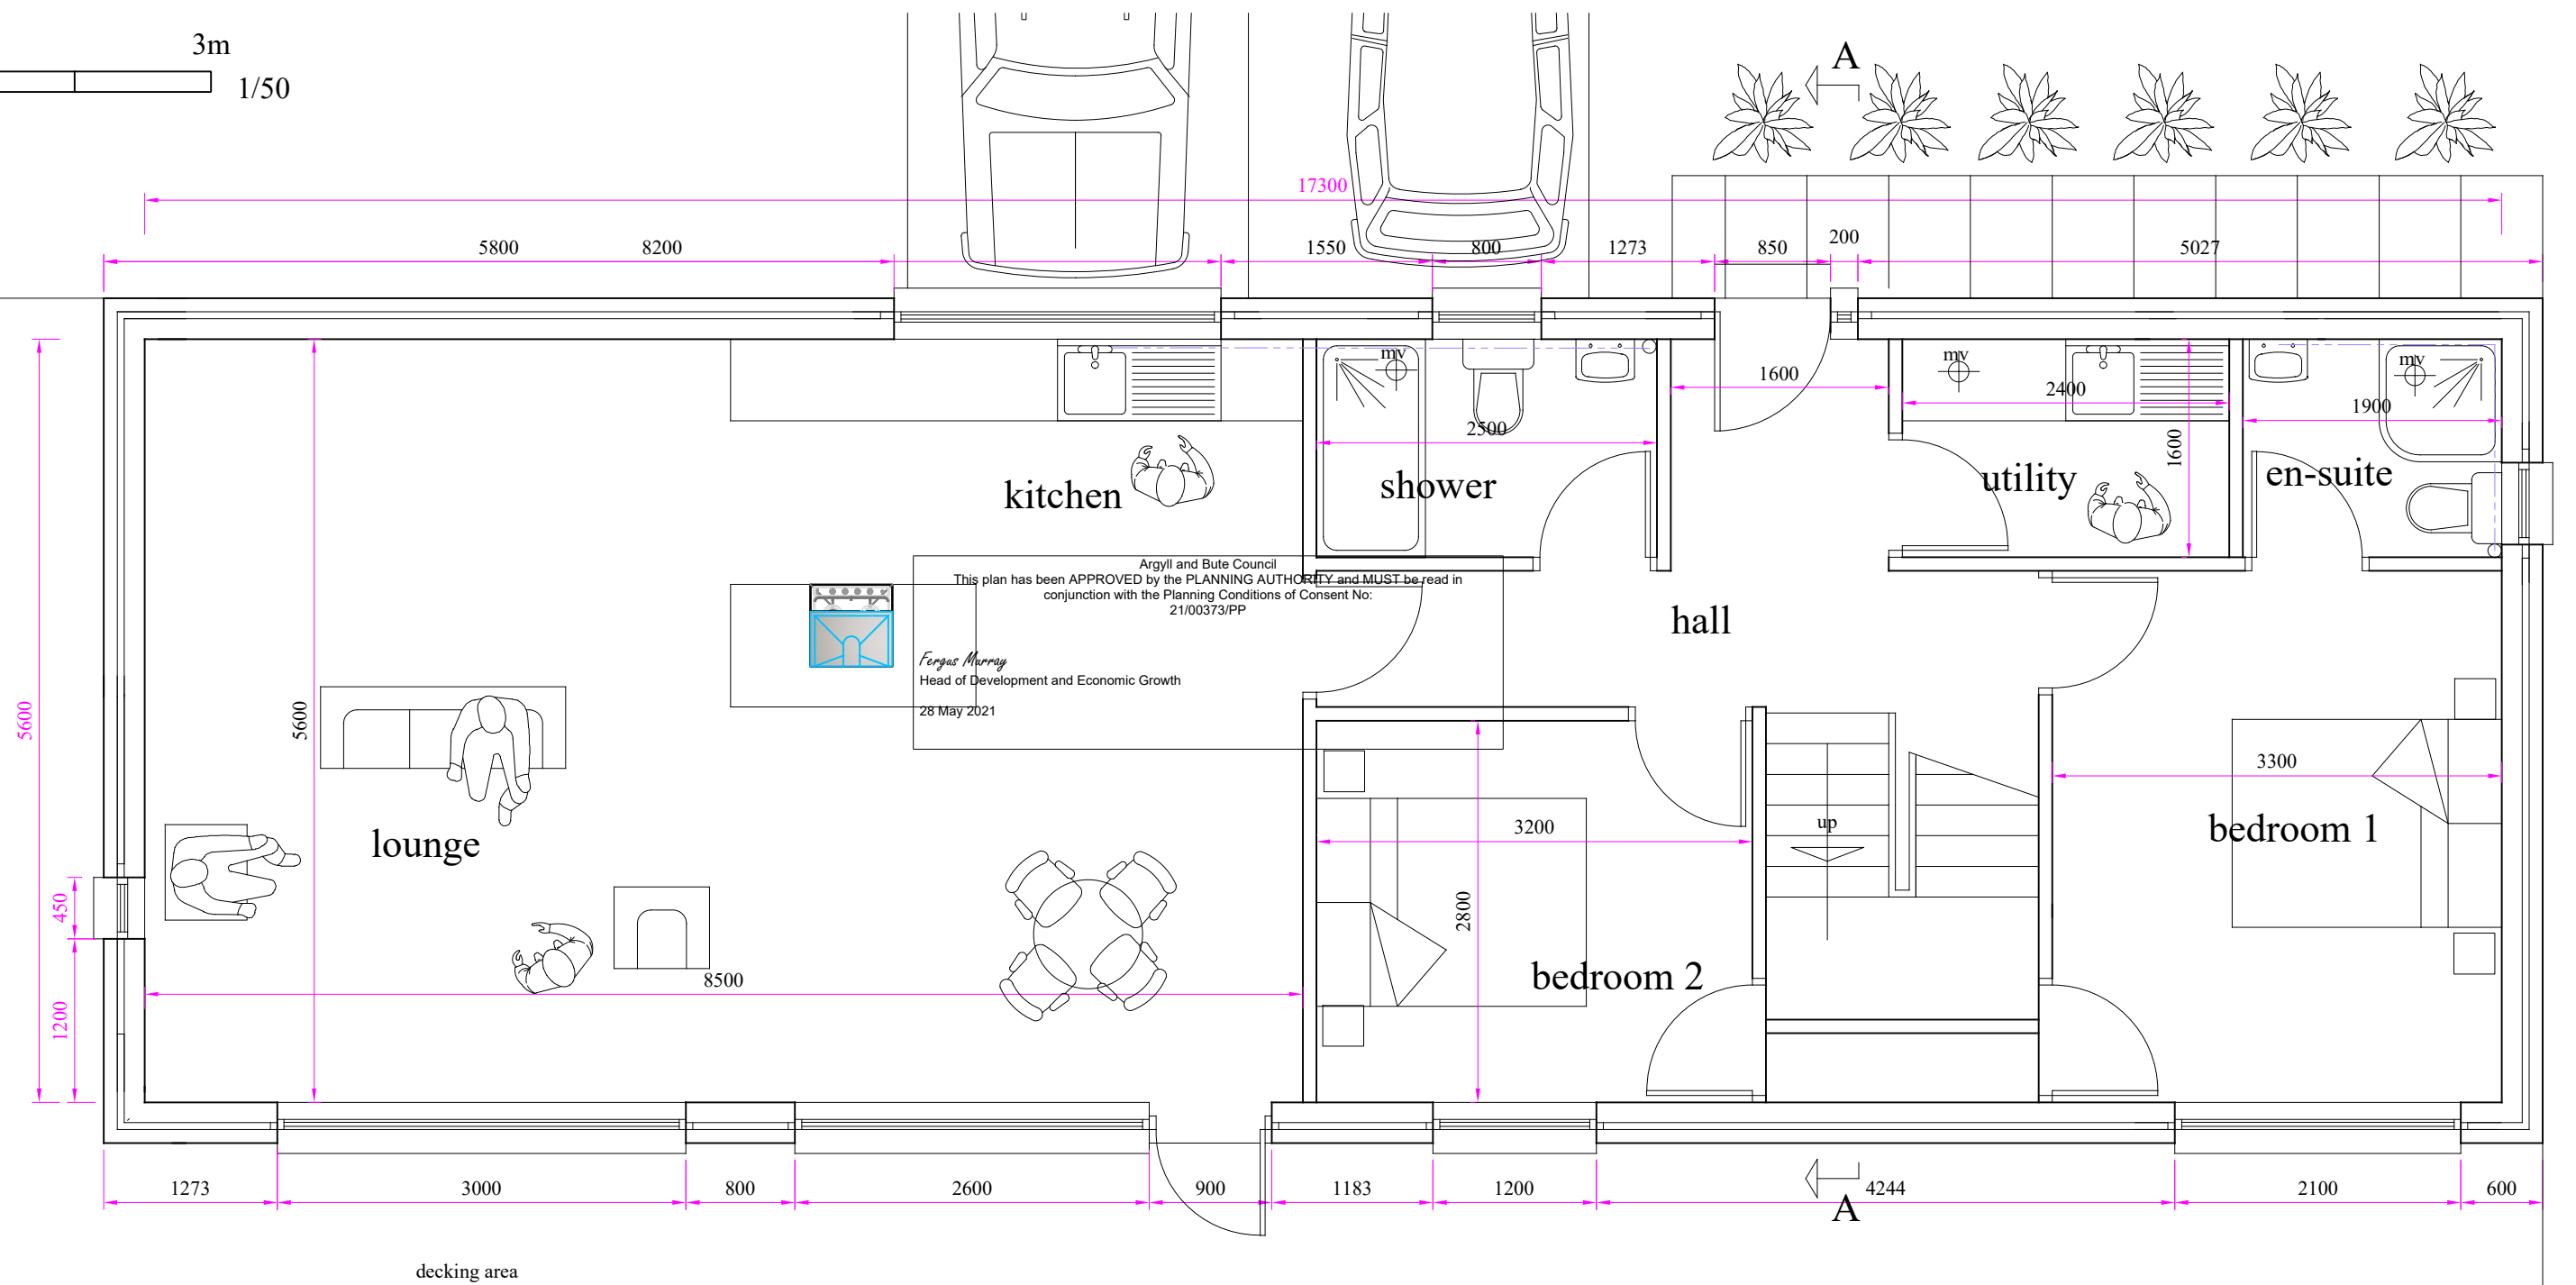 3m
1/50
A
17300
5800
8200
1550
800
1273
850
200
5027
mv
1600
mv
2400
mv
1900
2500
1600
kitchen
shower
utility
en-suite
Argyll and Bute Council
This plan has been APPROVED by the PLANNING AUTHORITY and MUST be read in
conjunction with the Planning Conditions of Consent No:
21/00373/PP
Fergus Murray
Head of Development and Economic Growth
28 May 2021
hall
5600
5600
3300
3200
up
bedroom 1
lounge
450
2800
8500
bedroom 2
1200
1273
3000
800
2600
900
1183
1200
A
4244
2100
600
decking area